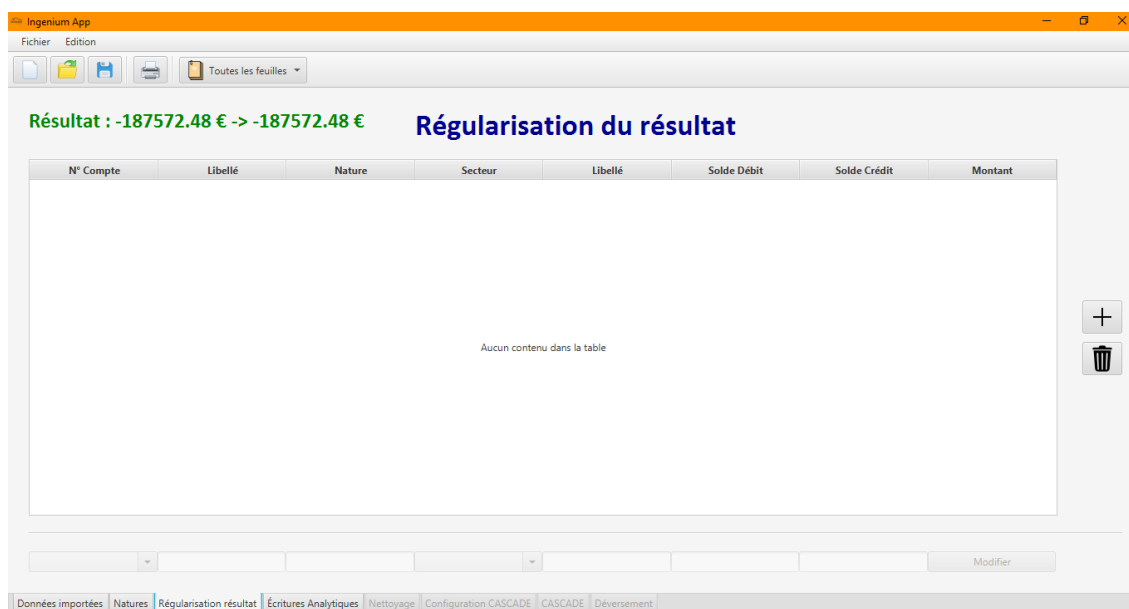 Ingenium App
Fichier Edition
Toutes les feuilles
Résultat : -187572.48 € -> -187572.48 € Régularisation du résultat
N° Compte Libellé Nature Secteur Libellé Solde Débit Solde Crédit Montant
Aucun contenu dans la table
Modifier
Données importées Natures Régularisation résultat Écritures Analytiques Nettoyage Configuration CASCADE CASCADE Déversement